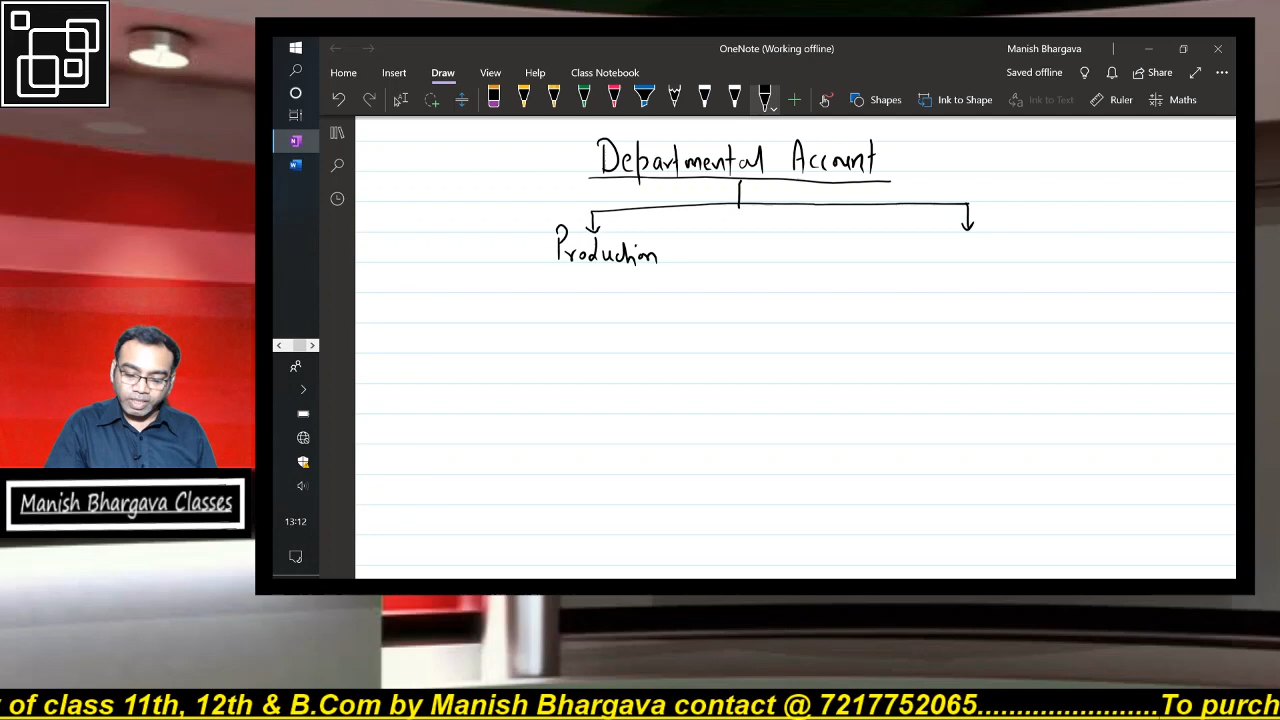 OneNote (Working offline)
Manish Bhargava
Home Insert Draw View Help Class Notebook
Saved offline
Share
Shapes
Ink to Shape
Ink to Text
Ruler
Maths
Departmental Account
Production
Manish Bhargava Classes
13:12
of class 11th, 12th & B.Com by Manish Bhargava contact @ 7217752065......................To purch